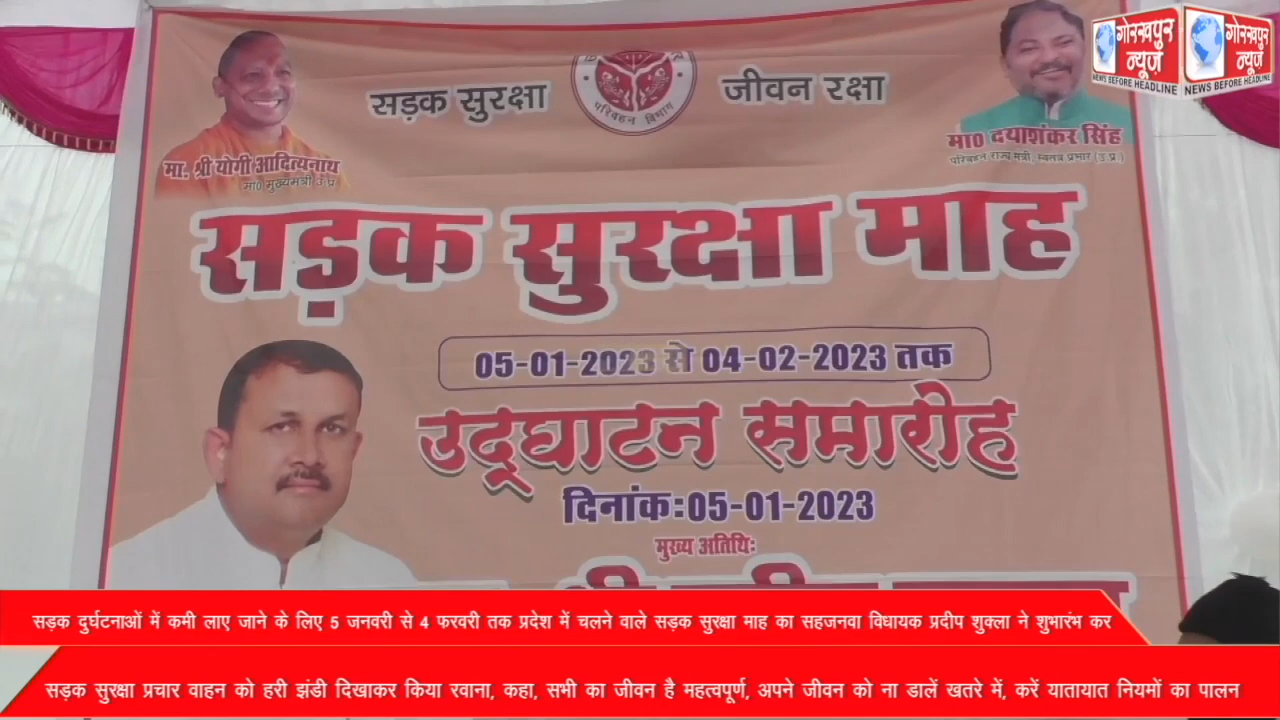 सड़क सुरक्षा
परिवहन विभाग
जीवन रक्षा
गोरखपुर न्यूज़
NEWS BEFORE HEADLINE
गोरखपुर न्यूज़
NEWS BEFORE HEADLINE
मा. श्री योगी आदित्यनाथ
मा0 मुख्यमंत्री उ.प्र.
मा0 दयाशंकर सिंह
परिवहन राज्य मंत्री, स्वतंत्र प्रभार (उ.प्र.)
सड़क सुरक्षा माह
05-01-2023 से 04-02-2023 तक
उद्घाटन समारोह
दिनांक:05-01-2023
मुख्य अतिथि:
सड़क दुर्घटनाओं में कमी लाए जाने के लिए 5 जनवरी से 4 फरवरी तक प्रदेश में चलने वाले सड़क सुरक्षा माह का सहजनवा विधायक प्रदीप शुक्ला ने शुभारंभ कर
सड़क सुरक्षा प्रचार वाहन को हरी झंडी दिखाकर किया रवाना, कहा, सभी का जीवन है महत्वपूर्ण, अपने जीवन को ना डालें खतरे में, करें यातायात नियमों का पालन